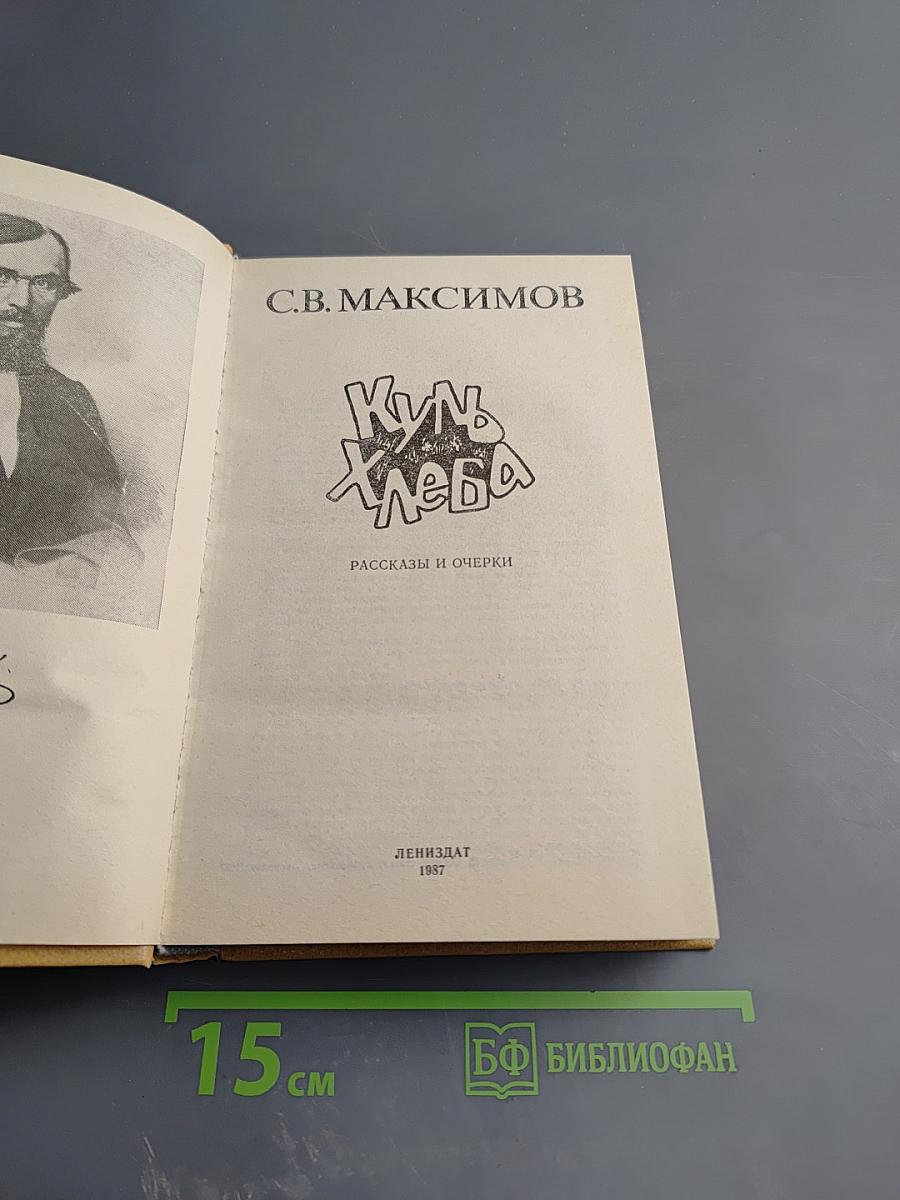 С.В. МАКСИМОВ
Куль
Хлеба
РАССКАЗЫ И ОЧЕРКИ
ЛЕНИЗДАТ
1987
15 см
БФ БИБЛИОФАН